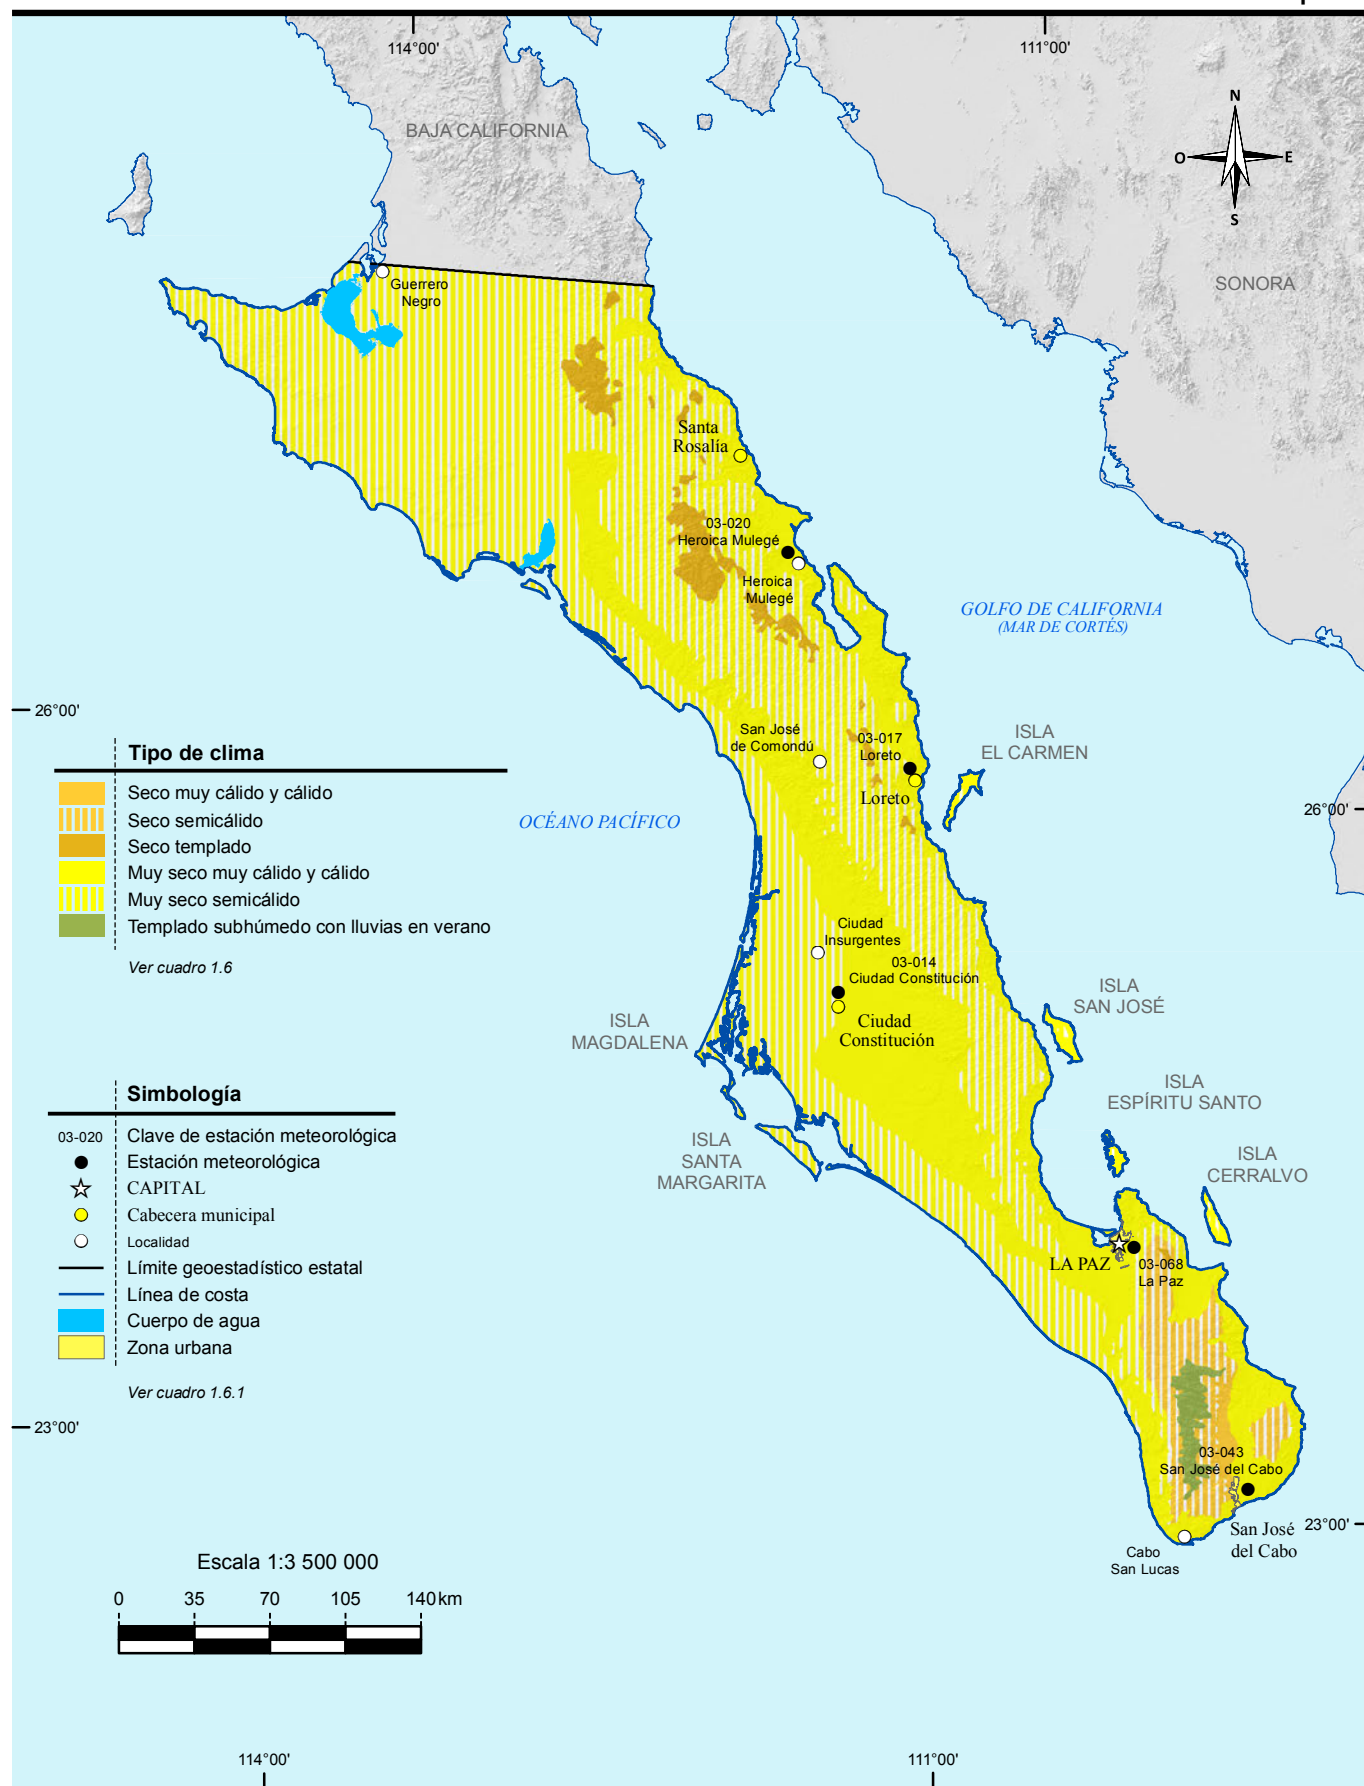 114°00'
111°00'
BAJA CALIFORNIA
N
O
E
S
SONORA
Guerrero
Negro
Santa
Rosalía
03-020
Heroica Mulegé
Heroica
Mulegé
GOLFO DE CALIFORNIA
(MAR DE CORTÉS)
26°00'
San José
de Comondú
03-017
Loreto
Loreto
ISLA
EL CARMEN
26°00'
OCÉANO PACÍFICO
Tipo de clima
Seco muy cálido y cálido
Seco semicálido
Seco templado
Muy seco muy cálido y cálido
Muy seco semicálido
Templado subhúmedo con lluvias en verano
Ver cuadro 1.6
Ciudad
Insurgentes
03-014
Ciudad Constitución
Ciudad
Constitución
ISLA
MAGDALENA
ISLA
SAN JOSÉ
ISLA
ESPÍRITU SANTO
ISLA
SANTA
MARGARITA
ISLA
CERRALVO
Simbología
03-020 Clave de estación meteorológica
Estación meteorológica
CAPITAL
Cabecera municipal
Localidad
Límite geoestadístico estatal
Línea de costa
Cuerpo de agua
Zona urbana
Ver cuadro 1.6.1
LA PAZ
03-068
La Paz
23°00'
03-043
San José del Cabo
San José
del Cabo
23°00'
Cabo
San Lucas
Escala 1:3 500 000
0 35 70 105 140 km
114°00'
111°00'